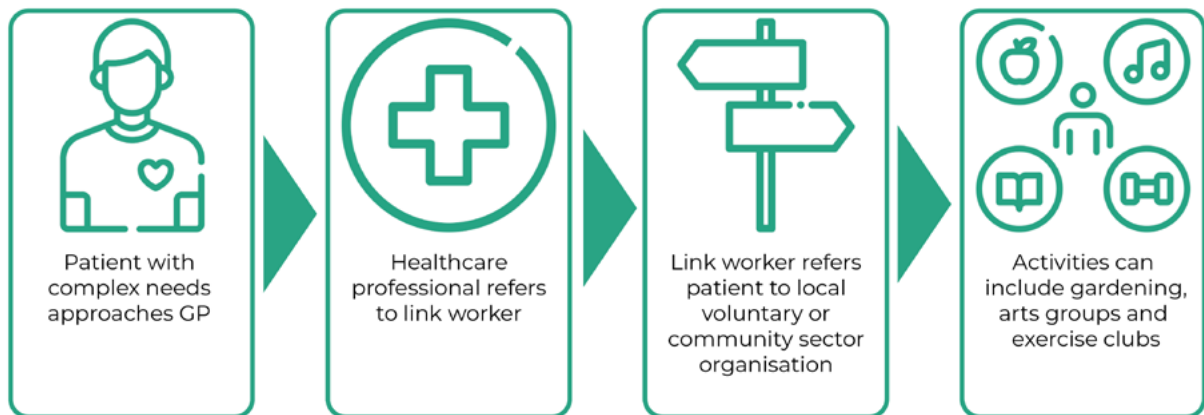 Patient with
complex needs
approaches GP
Healthcare
professional refers
to link worker
Link worker refers
patient to local
voluntary or
community sector
organisation
Activities can
include gardening,
arts groups and
exercise clubs